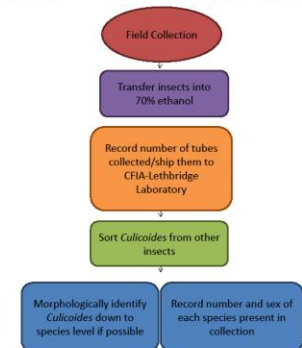 Field Collection
Transfer insects into
70% ethanol
Record number of tubes
collected/ship them to
CFIA-Lethbridge
Laboratory
Sort Culicoides from other
insects
Morphologically identify
Culicoides down to
species level if possible
Record number and sex of
each species present in
collection